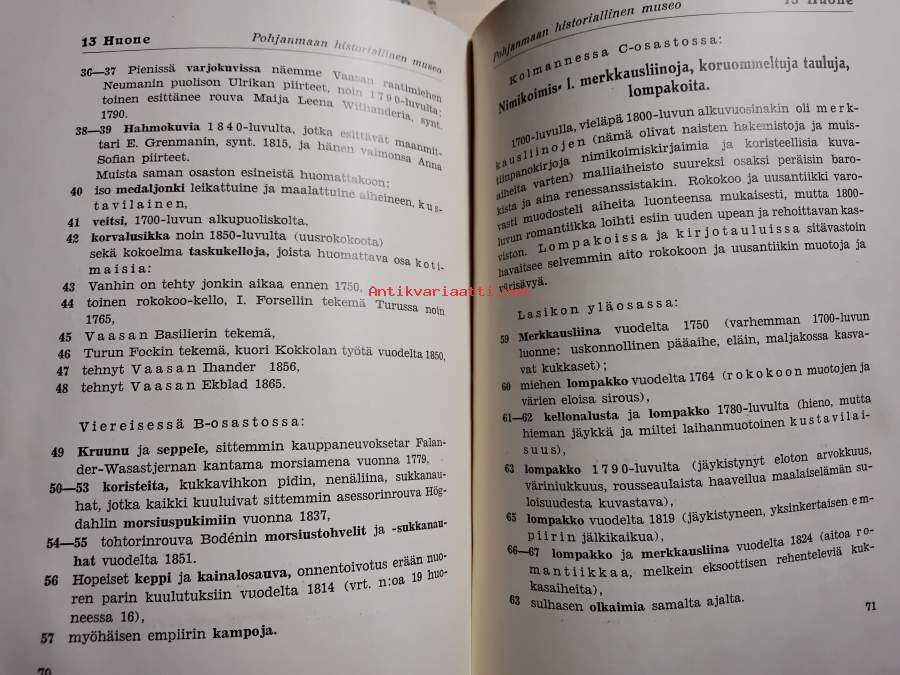 13 Huone Pohjanmaan historiallinen museo
36—37 Pienissä varjokuvissa näemme Vaasan raatimiehen
Neumanin puolison Ulrikan piirteet, noin 1790-luvulta;
toinen esittänee rouva Maija Leena Withanderia, synt.
1790.
38—39 Hahmokuvia 1840-luvulta, jotka esittävät maanmit-
tari E. Grenmanin, synt. 1815, ja hänen vaimonsa Anna
Sofian piirteet.
Muista saman osaston esineistä huomattakoon:
40 iso medaljonki leikattuine ja maalattuine aiheineen, kus-
tavilainen,
41 veitsi, 1700-luvun alkupuoliskolta,
42 korvalusikka noin 1850-luvulta (uusrokokoota)
sekä kokoelma taskukelloja, joista huomattava osa koti-
maisia:
43 Vanhin on tehty jonkin aikaa ennen 1750,
44 toinen rokokoo-kello, I. Forsellin tekemä Turussa noin
1765,
45 Vaasan Basilierin tekemä,
46 Turun Fockin tekemä, kuori Kokkolan työtä vuodelta 1850,
47 tehnyt Vaasan Ihander 1856,
48 tehnyt Vaasan Ekblad 1865.
Viereisessä B-osastossa:
49 Kruunu ja seppele, sittemmin kauppaneuvoksetar Falan-
der-Wasastjernan kantama morsiamena vuonna 1779,
50—53 koristeita, kukkavihkon pidin, nenäliina, sukkanau-
hat, jotka kaikki kuuluivat sittemmin asessorinrouva Hög-
dahlin morsiuspukimiin vuonna 1837,
54—55 tohtorinrouva Bodénin morsiustohvelit ja -sukkanau-
hat vuodelta 1851.
56 Hopeiset keppi ja kainalosauva, onnentoivotus erään nuo-
ren parin kuulutuksiin vuodelta 1814 (vrt. n:oa 19 huo-
neessa 16),
57 myöhäisen empiirin kampoja.
70
Pohjanmaan historiallinen museo 13 Huone
Kolmannessa C-osastossa:
Nimikoimis- l. merkkausliinoja, koruommeltuja tauluja,
lompakoita.
1700-luvulla, vieläpä 1800-luvun alkuvuosinakin oli merk-
kausliinojen (nämä olivat naisten hakemistoja ja muis-
tiinpanokirjoja nimikoimiskirjaimia ja koristeellisia kuva-
aiheita varten) malliaiheisto suureksi osaksi peräisin baro-
kista ja aina renessanssistakin. Rokokoo ja uusantiikki varo-
vasti muodosteli aiheita luonteensa mukaisesti, mutta 1800-
luvun romantiikka loihti esiin uuden upean ja rehoittavan kas-
viston. Lompakoissa ja kirjotauluissa sitävastoin
havaitsee selvemmin aito rokokoon ja uusantiikin muotoja ja
värisävyä.
Antikvariaatti.net
Lasikon yläosassa:
59 Merkkausliina vuodelta 1750 (varhemman 1700-luvun
luonne: uskonnollinen pääaihe, eläin, maljakossa kasva-
vat kukkaset);
60 miehen lompakko vuodelta 1764 (rokokoon muotojen ja
värien eloisa sirous),
61—62 kellonalusta ja lompakko 1780-luvulta (hieno, mutta
hieman jäykkä ja miltei laihanmuotoinen kustavilai-
suus),
63 lompakko 1790-luvulta (jäykistynyt eloton arvokkuus,
väriniukkuus, rousseaulaista haaveilua maalaiselämän su-
loisuudesta kuvastava),
65 lompakko vuodelta 1819 (jäykistyneen, yksinkertaisen em-
piirin jälkikaikua),
66—67 lompakko ja merkkausliina vuodelta 1824 (aitoa ro-
mantiikkaa, melkein eksoottisen rehenteleviä kuk-
kasaiheita),
63 sulhasen olkaimia samalta ajalta.
71